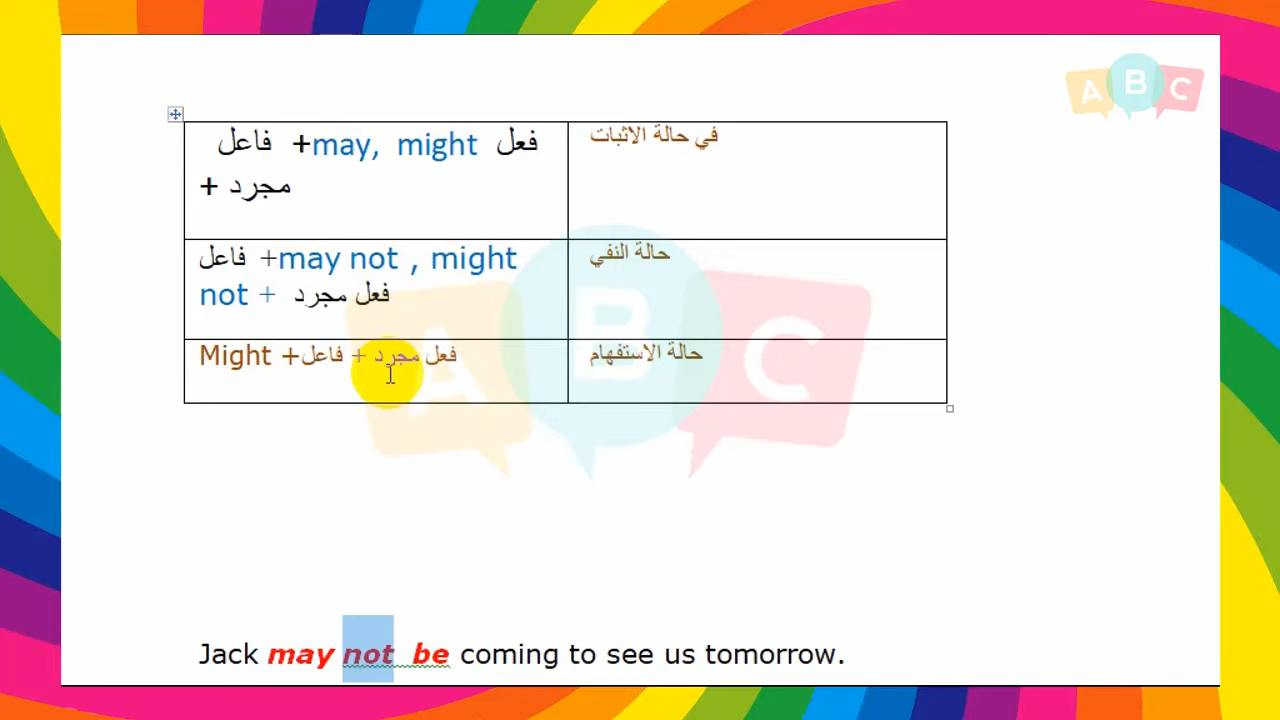 A B C
فاعل +may, might فعل
مجرد +
في حالة الاثبات
فاعل +may not , might
not + فعل مجرد
حالة النفي
Might +فاعل + فعل مجرد
حالة الاستفهام
A B C
Jack may not be coming to see us tomorrow.